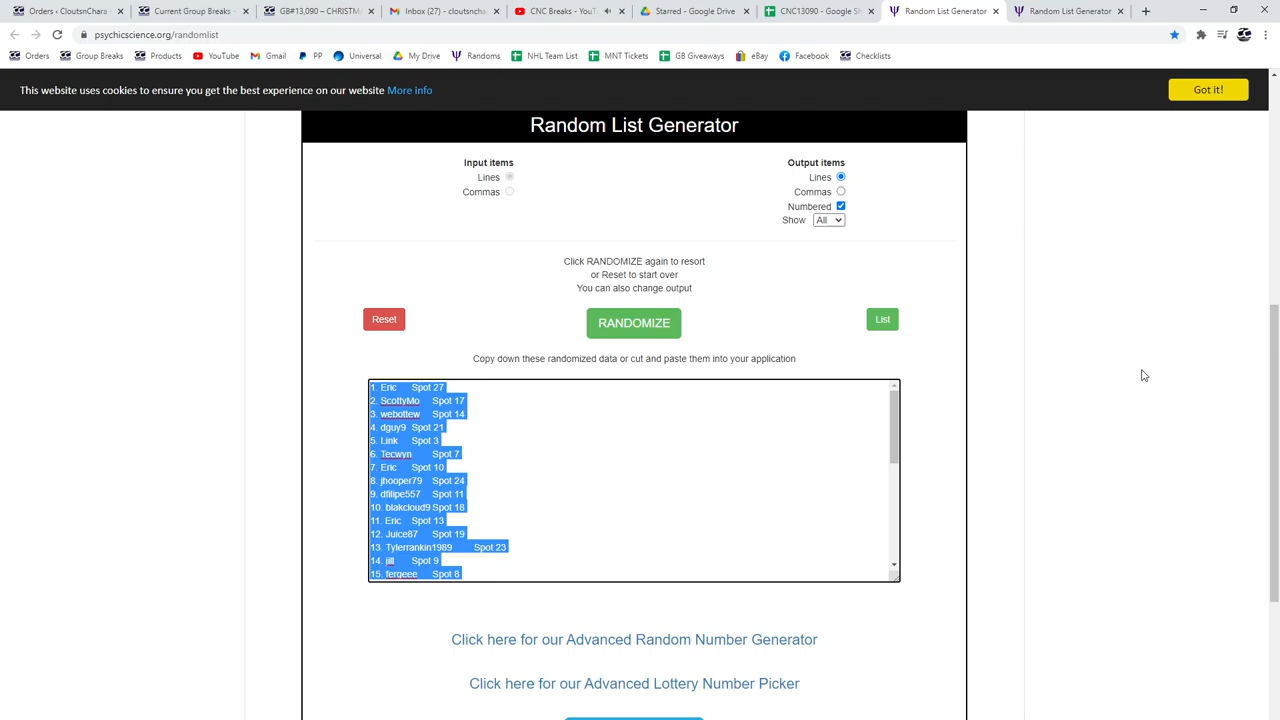 Orders ‹ CloutsnChara
Current Group Breaks
GB#13,090 – CHRISTM
Inbox (27) - cloutsncha
CNC Breaks - YouT
Starred - Google Drive
CNC13090 - Google Sh
Random List Generator
Random List Generator
psychicscience.org/randomlist
Orders
Group Breaks
Products
YouTube
Gmail
PP
Universal
My Drive
Randoms
NHL Team List
MNT Tickets
GB Giveaways
eBay
Facebook
Checklists
This website uses cookies to ensure you get the best experience on our website More info
Got it!
Random List Generator
Input items
Lines
Commas
Output items
Lines
Commas
Numbered
Show All
Click RANDOMIZE again to resort
or Reset to start over
You can also change output
Reset
RANDOMIZE
List
Copy down these randomized data or cut and paste them into your application
1. Eric Spot 27
2. ScottyMo Spot 17
3. webottew Spot 14
4. dguy9 Spot 21
5. Link Spot 3
6. Tecwyn Spot 7
7. Eric Spot 10
8. jhooper79 Spot 24
9. dfilipe557 Spot 11
10. blakcloud9 Spot 18
11. Eric Spot 13
12. Juice87 Spot 19
13. Tylerrankin1989 Spot 23
14. jill Spot 9
15. fergeee Spot 8
Click here for our Advanced Random Number Generator
Click here for our Advanced Lottery Number Picker